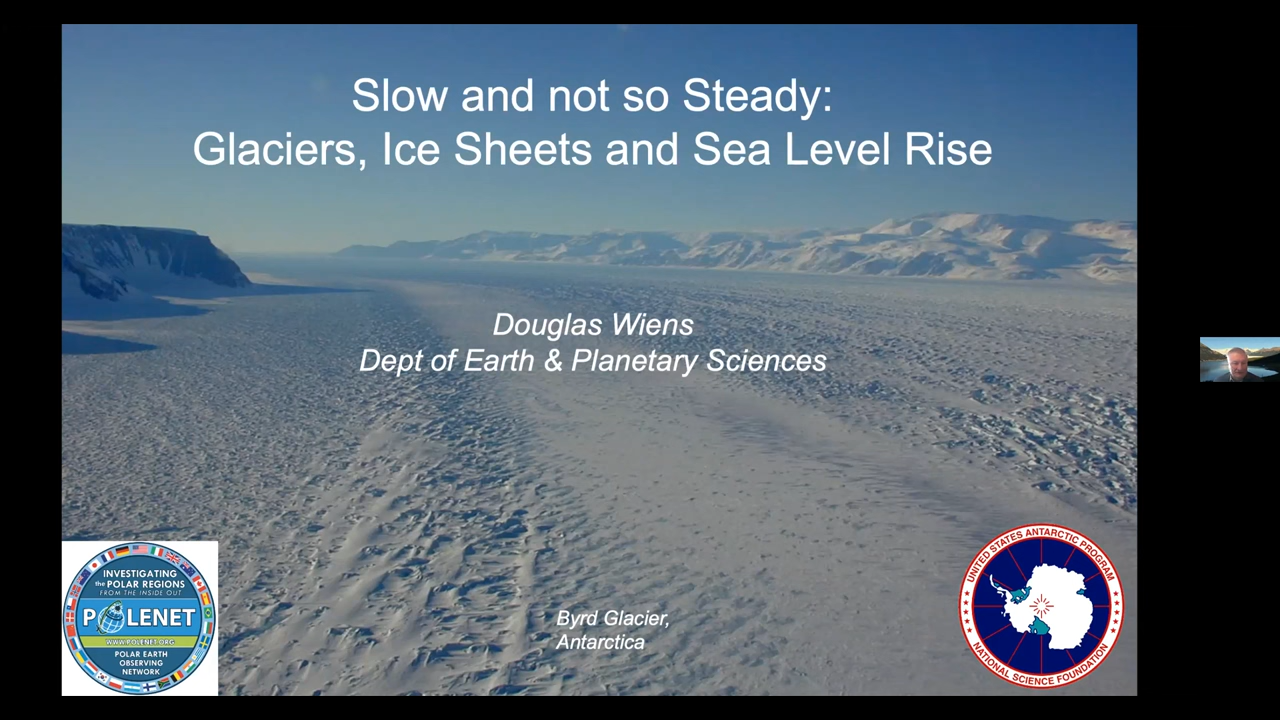 Slow and not so Steady:
Glaciers, Ice Sheets and Sea Level Rise
Douglas Wiens
Dept of Earth & Planetary Sciences
Byrd Glacier,
Antarctica
INVESTIGATING
the POLAR REGIONS
FROM THE INSIDE OUT
POLENET
WWW.POLENET.ORG
POLAR EARTH
OBSERVING
NETWORK
UNITED STATES ANTARCTIC PROGRAM
NATIONAL SCIENCE FOUNDATION